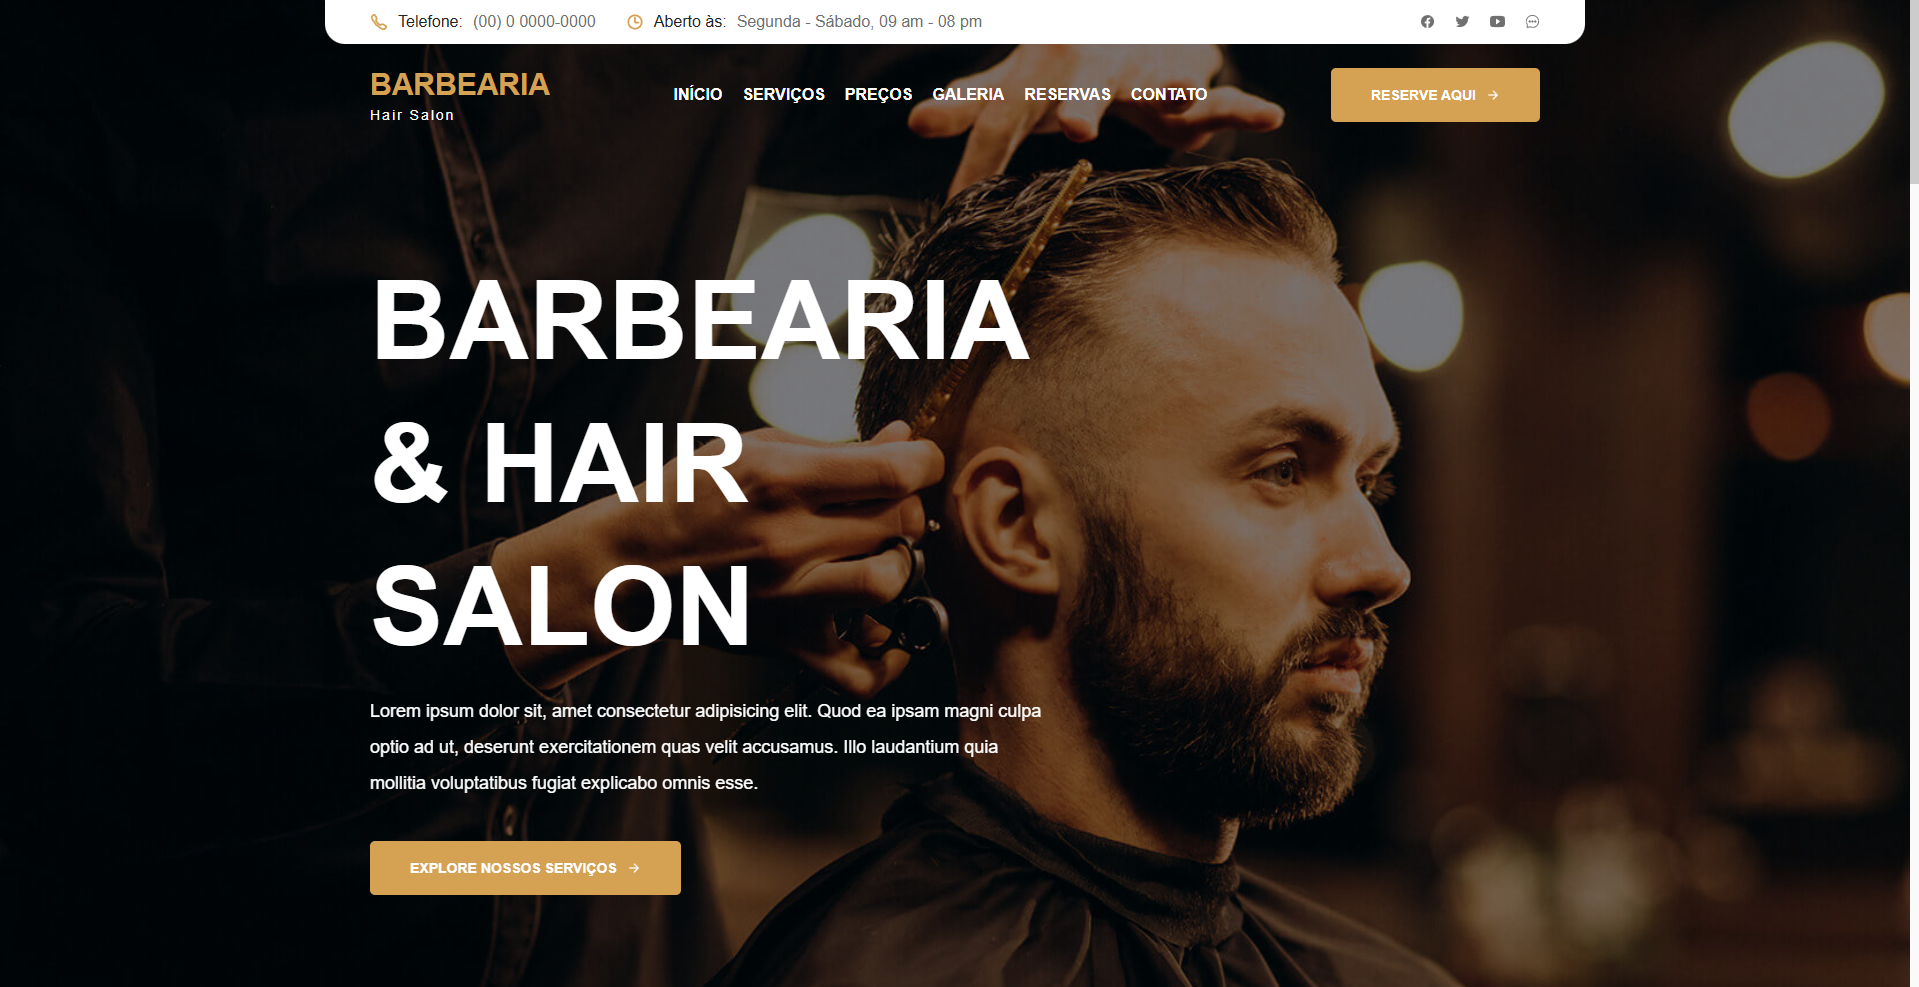 Telefone: (00) 0 0000-0000 Aberto às: Segunda - Sábado, 09 am - 08 pm
BARBEARIA
Hair Salon
INÍCIO SERVIÇOS PREÇOS GALERIA RESERVAS CONTATO
RESERVE AQUI
BARBEARIA
& HAIR
SALON
Lorem ipsum dolor sit, amet consectetur adipisicing elit. Quod ea ipsam magni culpa
optio ad ut, deserunt exercitationem quas velit accusamus. Illo laudantium quia
mollitia voluptatibus fugiat explicabo omnis esse.
EXPLORE NOSSOS SERVIÇOS